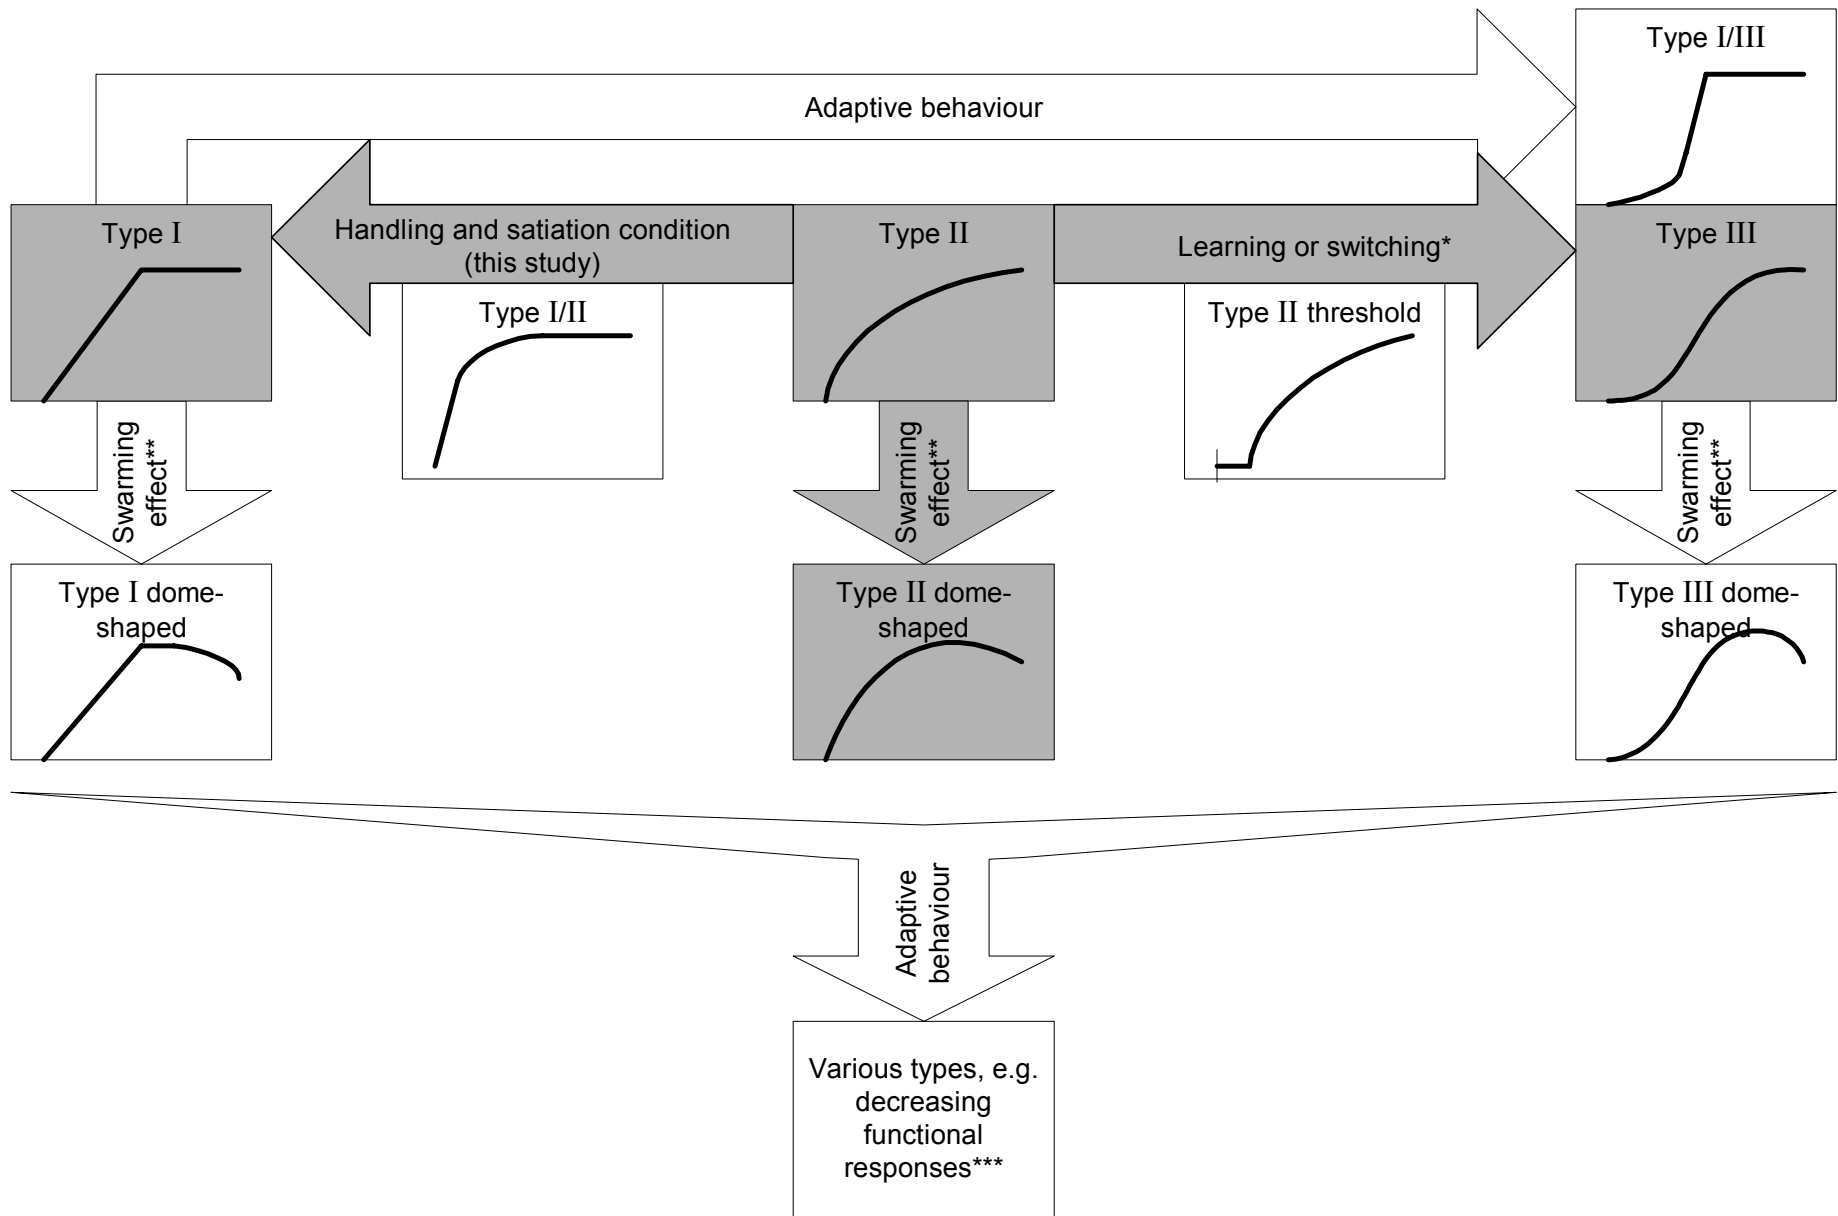 Type I/III
Adaptive behaviour
Type I
Handling and satiation condition
(this study)
Type II
Learning or switching*
Type III
Type I/II
Type II threshold
Swarming
effect**
Swarming
effect**
Swarming
effect**
Type I dome-
shaped
Type II dome-
shaped
Type III dome-
shaped
Adaptive
behaviour
Various types, e.g.
decreasing
functional
responses***